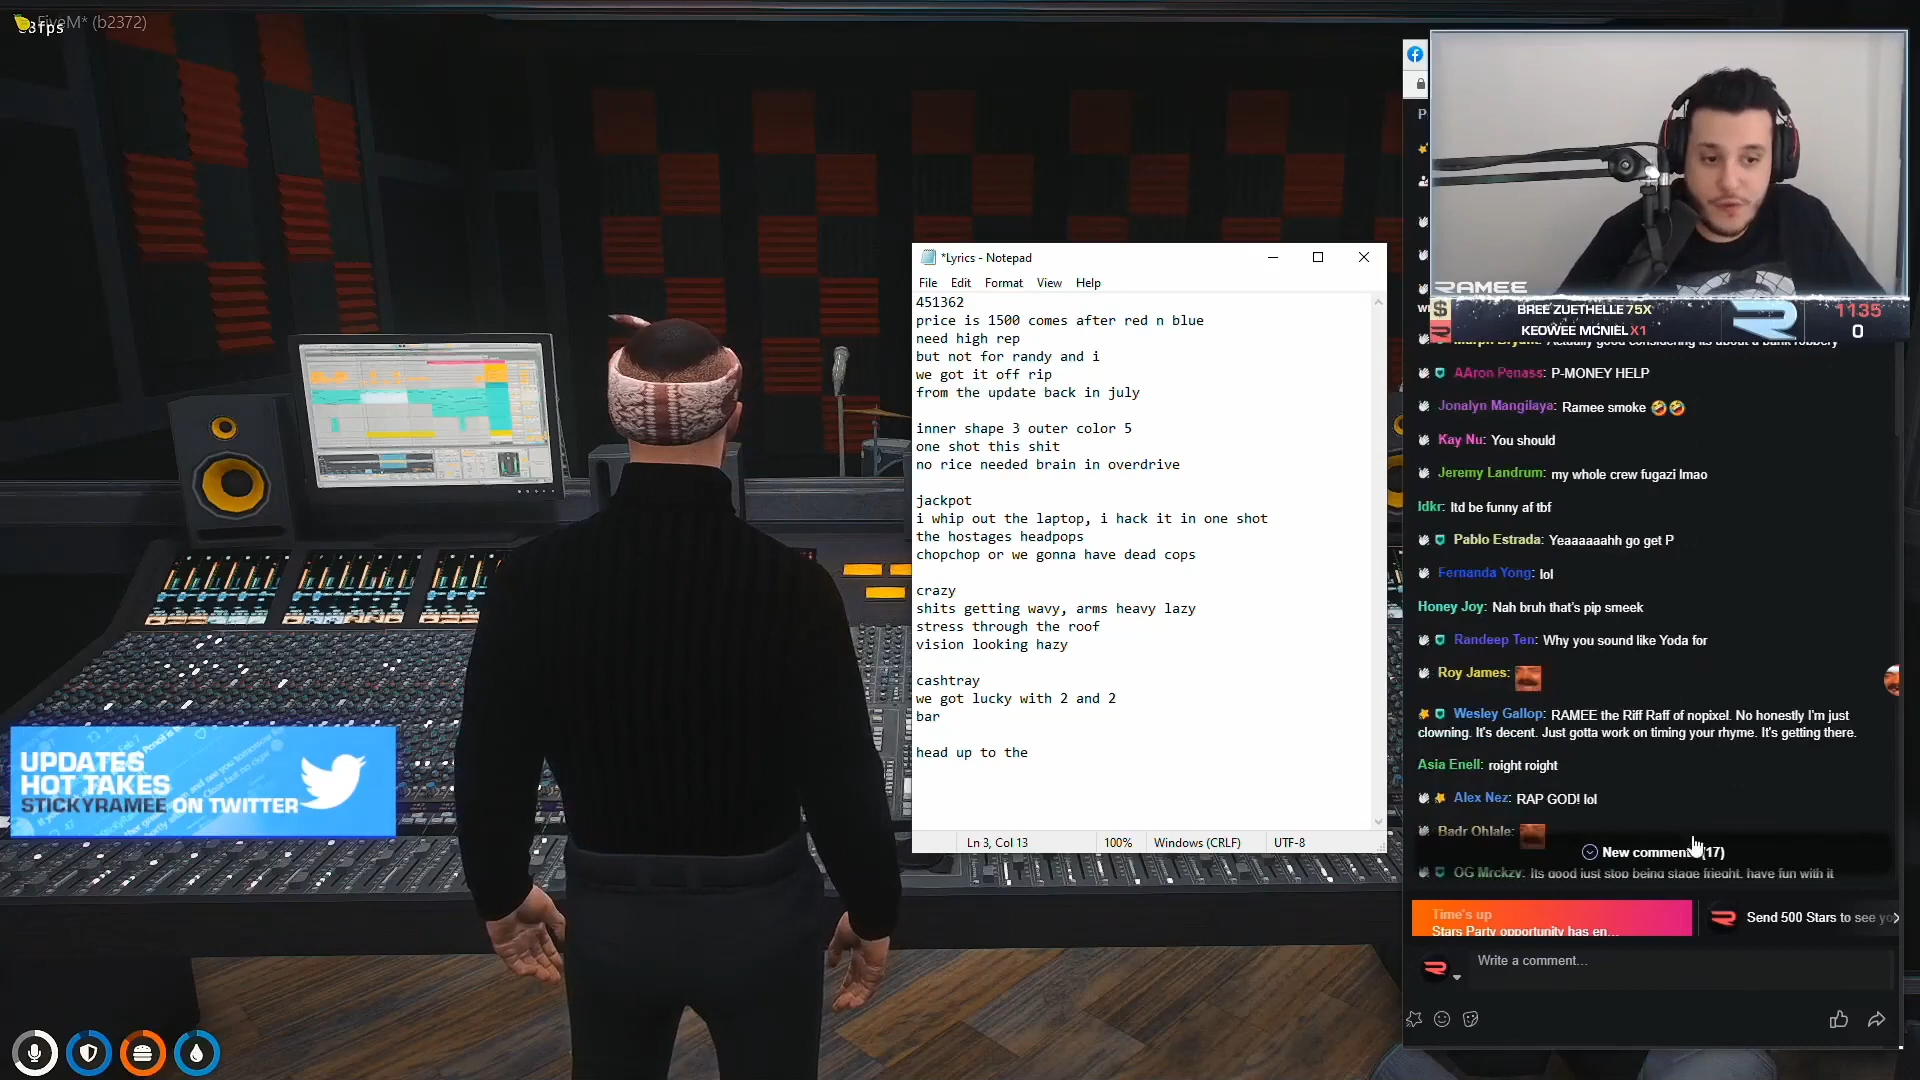 FiveM* (b2372)
fps
*Lyrics - Notepad
File Edit Format View Help
451362
price is 1500 comes after red n blue
need high rep
but not for randy and i
we got it off rip
from the update back in july
inner shape 3 outer color 5
one shot this shit
no rice needed brain in overdrive
jackpot
i whip out the laptop, i hack it in one shot
the hostages headpops
chopchop or we gonna have dead cops
crazy
shits getting wavy, arms heavy lazy
stress through the roof
vision looking hazy
cashtray
we got lucky with 2 and 2
bar
head up to the
Ln 3, Col 13 100% Windows (CRLF) UTF-8
UPDATES
HOT TAKES
STICKYRAMEE ON TWITTER
RAMEE
BREE ZUETHELLE 75X
KEOWEE MCNIEL X1
1135
0
AAron Penass: P-MONEY HELP
Jonalyn Mangilaya: Ramee smoke 🤣🤣
Kay Nu: You should
Jeremy Landrum: my whole crew fugazi lmao
Idkr: Itd be funny af tbf
Pablo Estrada: Yeaaaaaahh go get P
Fernanda Yong: lol
Honey Joy: Nah bruh that's pip smeek
Randeep Ten: Why you sound like Yoda for
Roy James:
Wesley Gallop: RAMEE the Riff Raff of nopixel. No honestly I'm just
clowning. It's decent. Just gotta work on timing your rhyme. It's getting there.
Asia Enell: roight roight
Alex Nez: RAP GOD! lol
Badr Ohlale:
New comments (17)
OG Mrckzy: Its good just stop being stage frieght. have fun with it
Time's up
Stars Party opportunity has en...
Send 500 Stars to see yo
Write a comment...